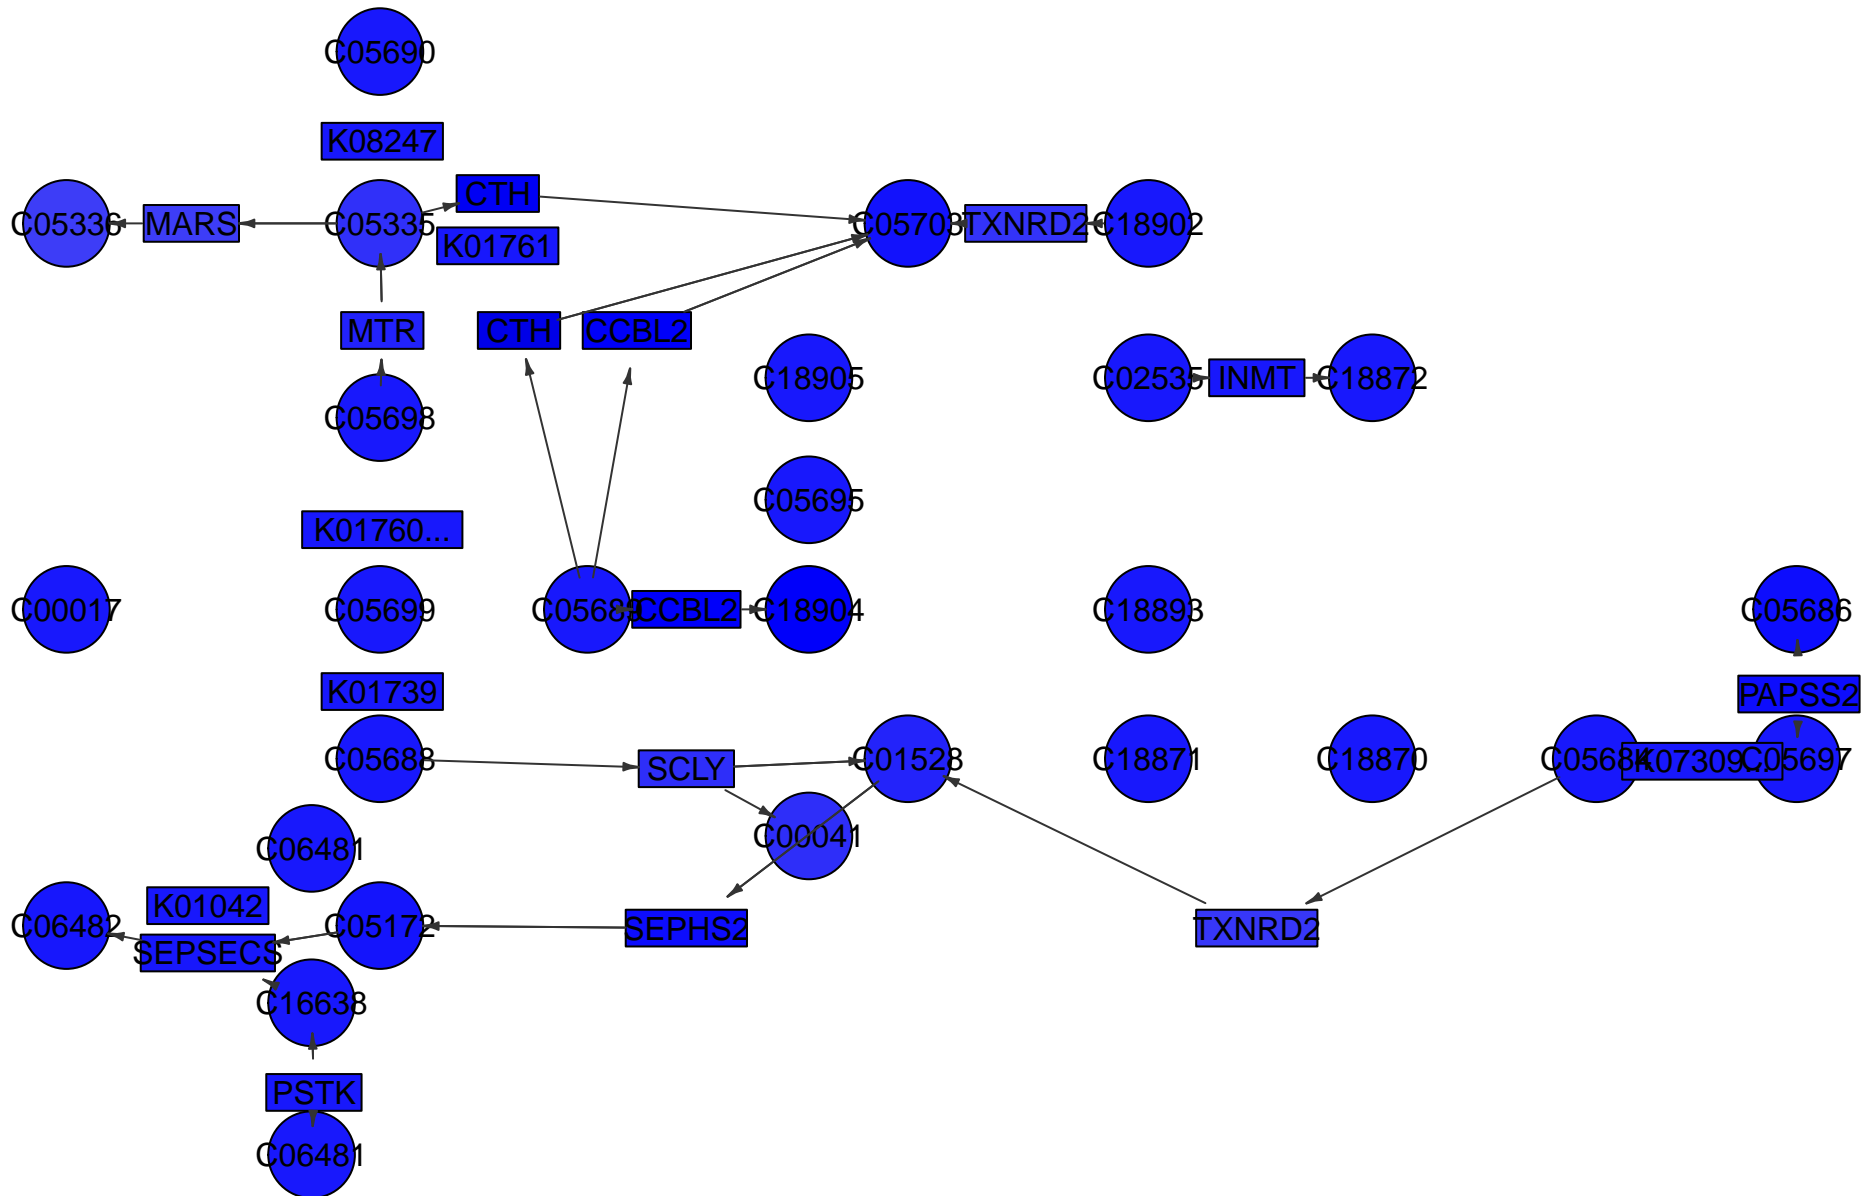 C05690
K08247
CTH
C05336
MARS
C05335
C05703
TXNRD2
C18902
K01761
MTR
CTH
CCBL2
C18905
C02535
INMT
C18872
C05698
C05695
K01760...
C00017
C05699
C05689
CCBL2
C18904
C18893
C05686
K01739
PAPSS2
C05688
SCLY
C01528
C18871
C18870
C05684
K07309...
C05697
C00041
C06481
K01042
C06482
C05172
SEPHS2
TXNRD2
SEPSECS
C16638
PSTK
C06481